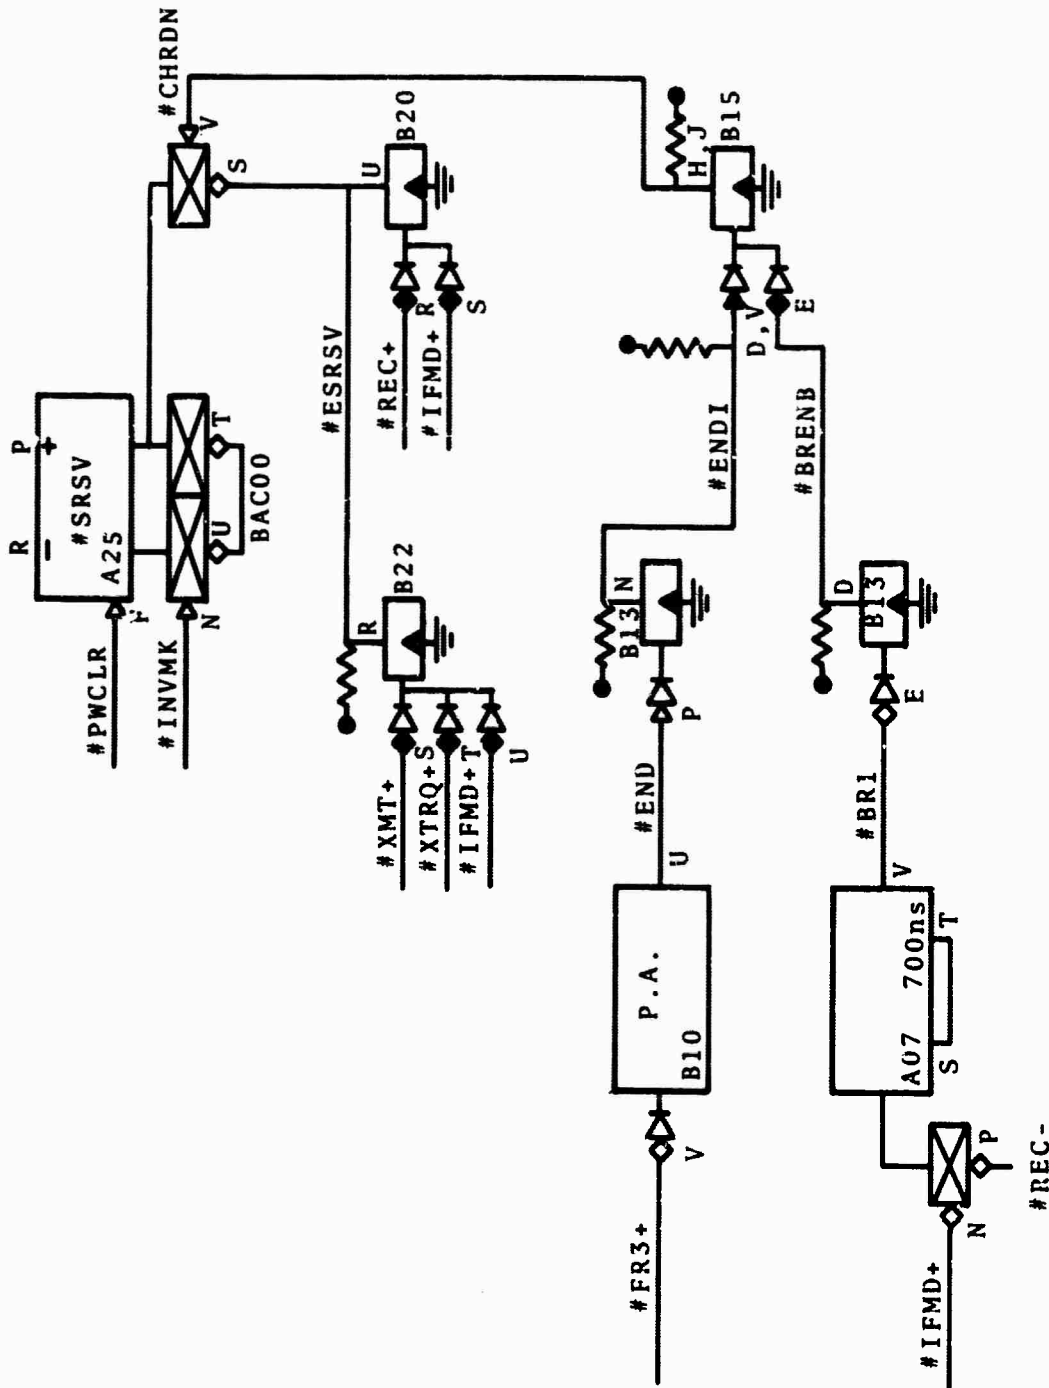 #CHRDN
V
S
R
P
-
+
#SRSV
A25
#PWCLR
#INVMK
N
U
T
BAC00
B20
U
#REC+
R
#IFMD+
S
#ESRSV
B22
R
#XMT+
#XTRQ+
S
#IFMD+
T
U
B15
H,J
D,V
E
#ENDI
#BRENB
B13
N
P
#END
U
P.A.
B10
V
#FR3+
B13
D
E
#BR1
V
A07
700ns
S
T
N
P
#IFMD+
#REC-